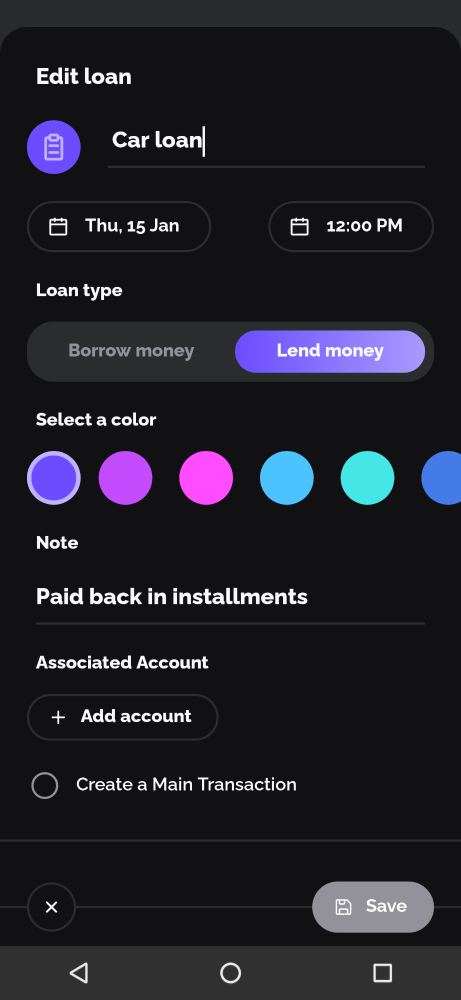 Edit loan
Car loan
Thu, 15 Jan
12:00 PM
Loan type
Borrow money
Lend money
Select a color
Note
Paid back in installments
Associated Account
Add account
Create a Main Transaction
Save